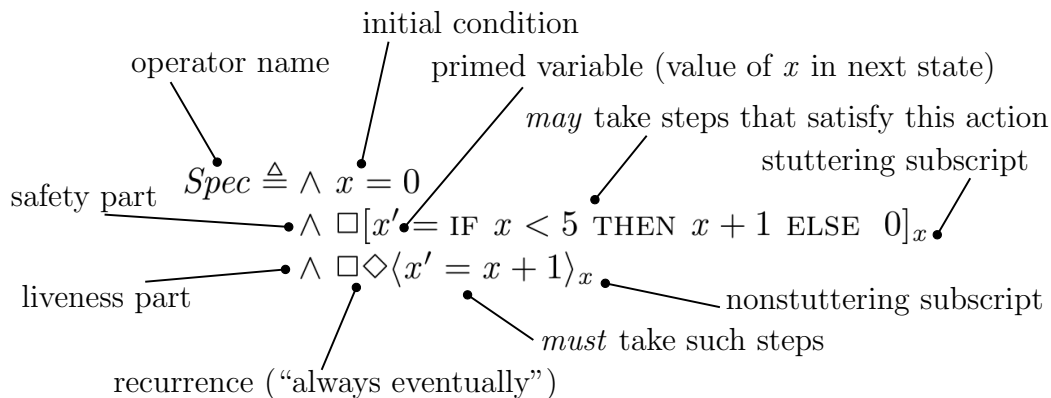 initial condition
operator name
primed variable (value of x in next state)
may take steps that satisfy this action
stuttering subscript
Spec ≜ ∧ x = 0
safety part
∧ □[x′ = IF x < 5 THEN x + 1 ELSE 0]ₓ
∧ □◇⟨x′ = x + 1⟩ₓ
liveness part
nonstuttering subscript
must take such steps
recurrence (“always eventually”)